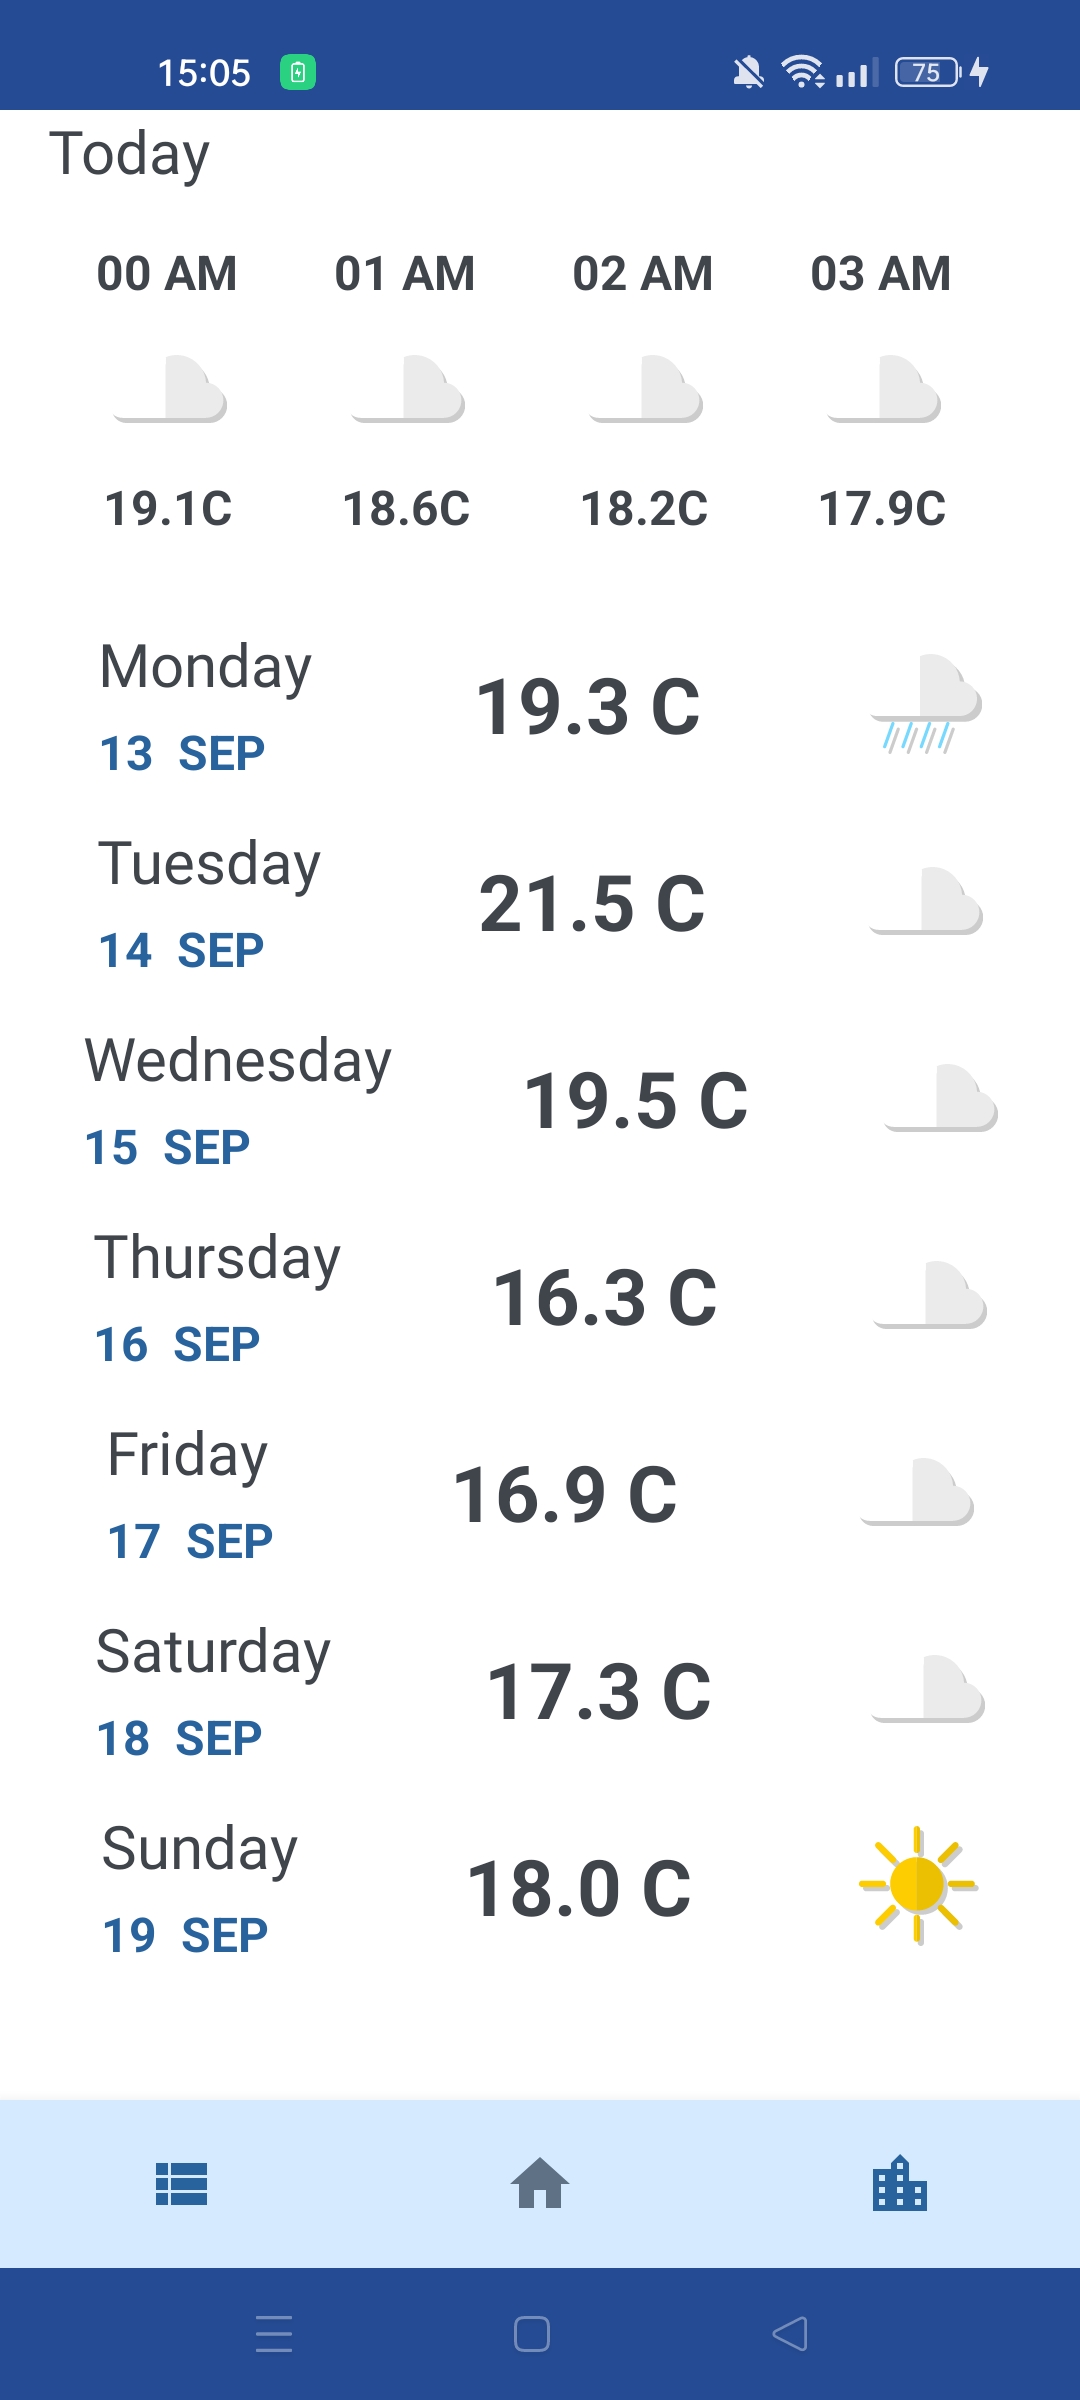 15:05 75
Today
00 AM 01 AM 02 AM 03 AM
19.1C 18.6C 18.2C 17.9C
Monday
19.3 C
13 SEP
Tuesday
21.5 C
14 SEP
Wednesday
19.5 C
15 SEP
Thursday
16.3 C
16 SEP
Friday
16.9 C
17 SEP
Saturday
17.3 C
18 SEP
Sunday
18.0 C
19 SEP